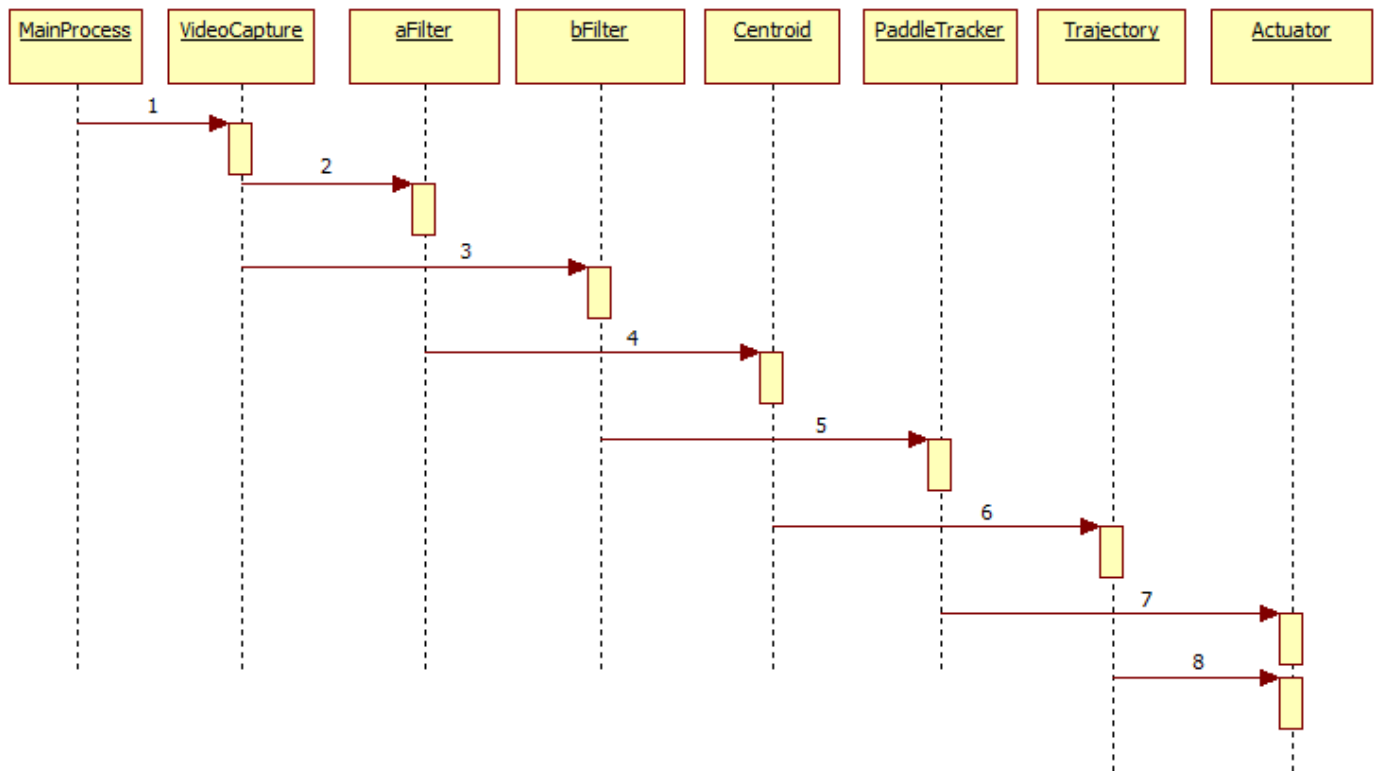 MainProcess
VideoCapture
aFilter
bFilter
Centroid
PaddleTracker
Trajectory
Actuator
1
2
3
4
5
6
7
8